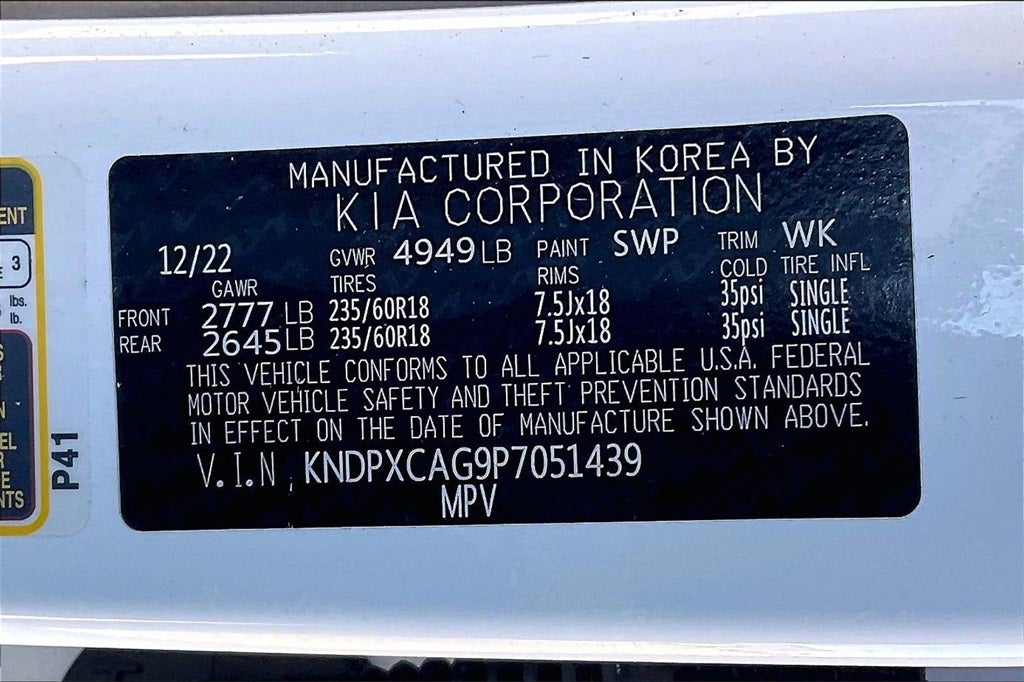 MANUFACTURED IN KOREA BY
KIA CORPORATION
12/22 GVWR 4949 LB PAINT SWP TRIM WK
GAWR TIRES RIMS COLD TIRE INFL
FRONT 2777 LB 235/60R18 7.5Jx18 35psi SINGLE
REAR 2645 LB 235/60R18 7.5Jx18 35psi SINGLE
THIS VEHICLE CONFORMS TO ALL APPLICABLE U.S.A. FEDERAL
MOTOR VEHICLE SAFETY AND THEFT PREVENTION STANDARDS
IN EFFECT ON THE DATE OF MANUFACTURE SHOWN ABOVE.
V.I.N KNDPXCAG9P7051439
MPV
3
lbs.
lb.
P41